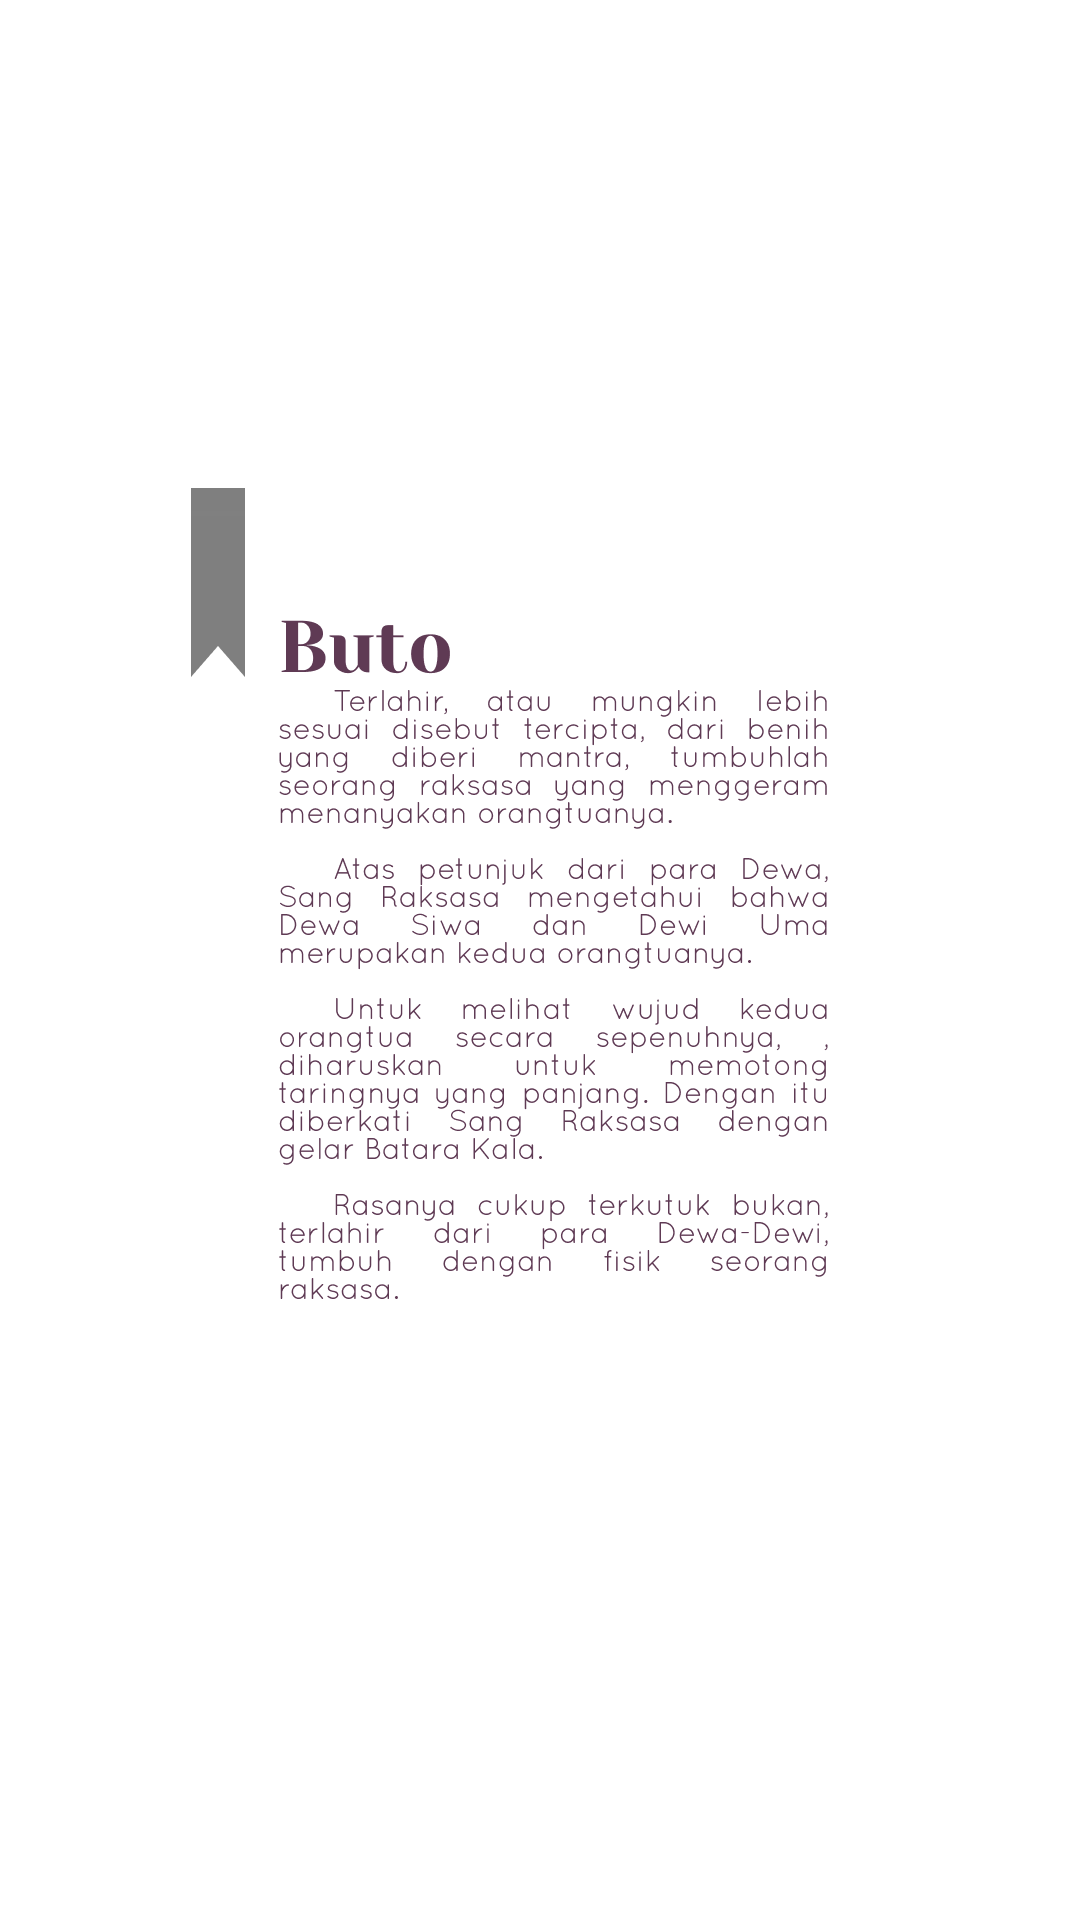 Buto
Terlahir, atau mungkin lebih
sesuai disebut tercipta, dari benih
yang diberi mantra, tumbuhlah
seorang raksasa yang menggeram
menanyakan orangtuanya.
Atas petunjuk dari para Dewa,
Sang Raksasa mengetahui bahwa
Dewa Siwa dan Dewi Uma
merupakan kedua orangtuanya.
Untuk melihat wujud kedua
orangtua secara sepenuhnya, ,
diharuskan untuk memotong
taringnya yang panjang. Dengan itu
diberkati Sang Raksasa dengan
gelar Batara Kala.
Rasanya cukup terkutuk bukan,
terlahir dari para Dewa-Dewi,
tumbuh dengan fisik seorang
raksasa.